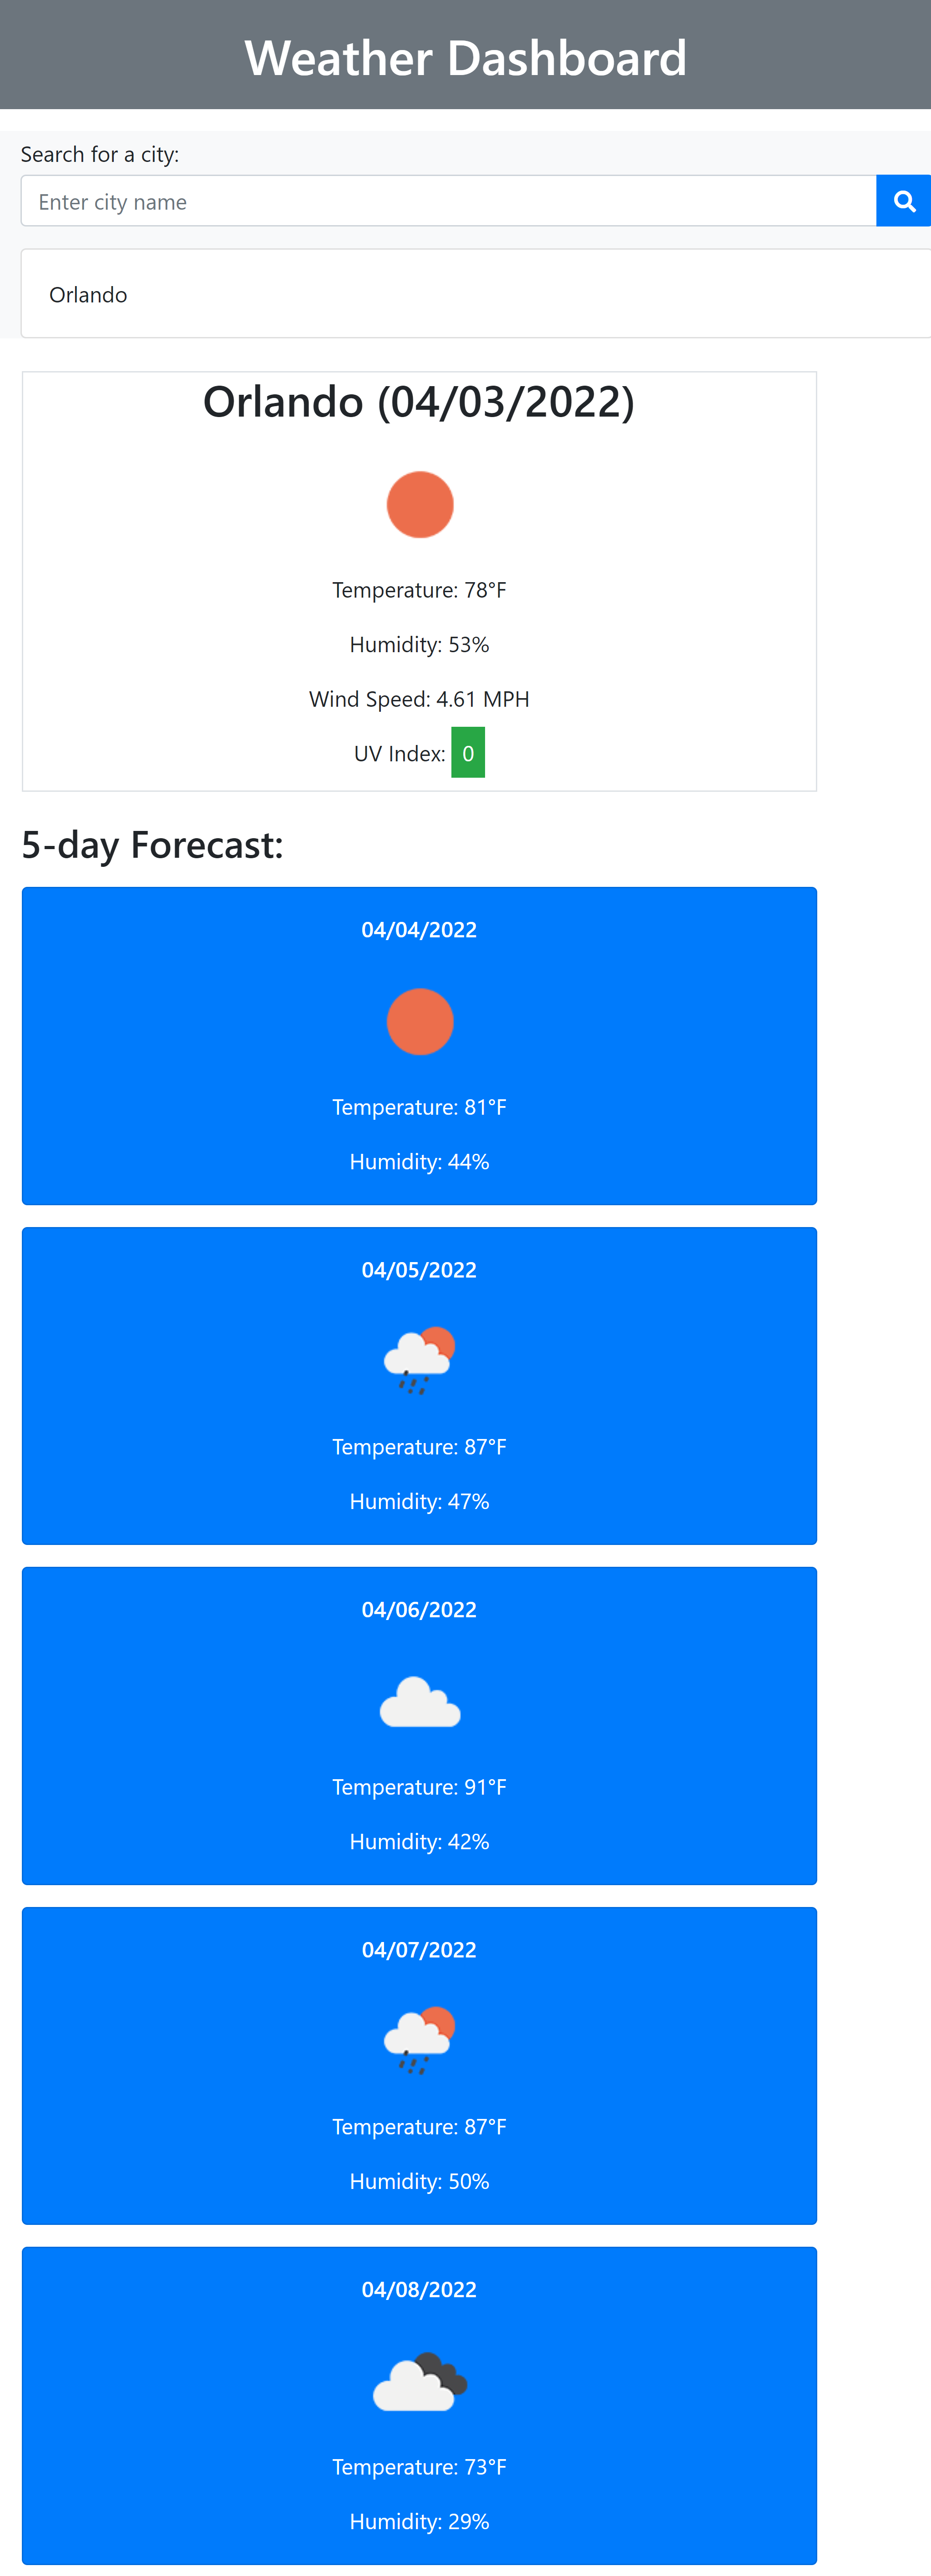 Weather Dashboard
Search for a city:
Enter city name
Orlando
Orlando (04/03/2022)
Temperature: 78°F
Humidity: 53%
Wind Speed: 4.61 MPH
UV Index: 0
5-day Forecast:
04/04/2022
Temperature: 81°F
Humidity: 44%
04/05/2022
Temperature: 87°F
Humidity: 47%
04/06/2022
Temperature: 91°F
Humidity: 42%
04/07/2022
Temperature: 87°F
Humidity: 50%
04/08/2022
Temperature: 73°F
Humidity: 29%